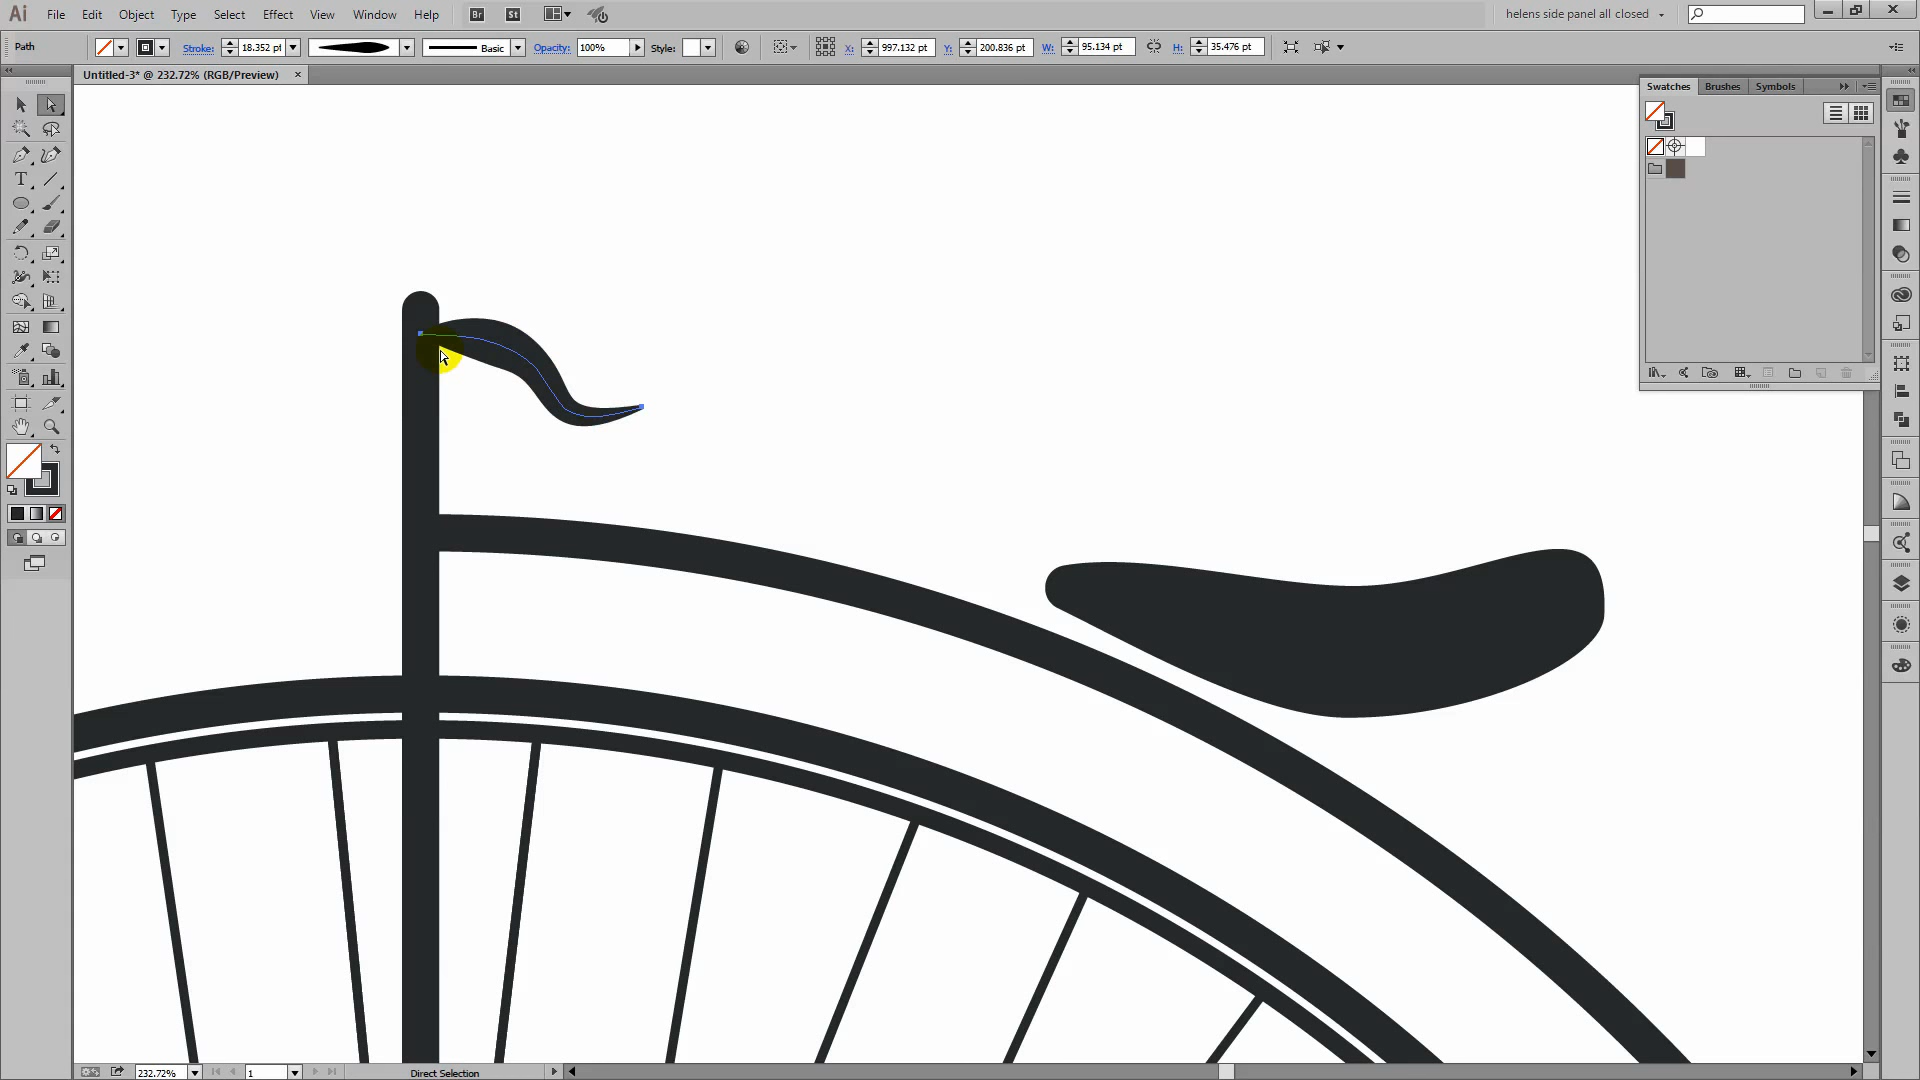 Ai File Edit Object Type Select Effect View Window Help Br St helens side panel all closed
Path Stroke: 18.352 pt Basic Opacity: 100% Style: X: 997.132 pt Y: 200.836 pt W: 95.134 pt H: 35.476 pt
Untitled-3* @ 232.72% (RGB/Preview)
Swatches Brushes Symbols
T
232.72% 1 Direct Selection